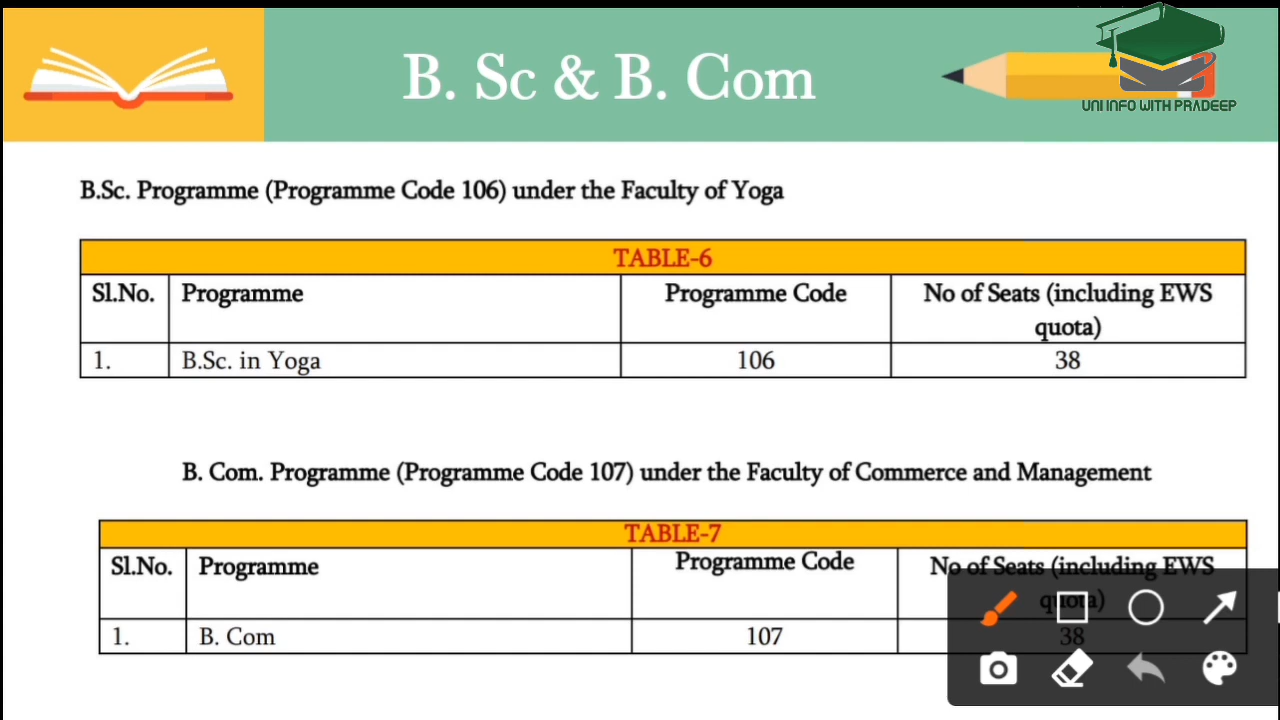 B. Sc & B. Com
UNI INFO WITH PRADEEP
B.Sc. Programme (Programme Code 106) under the Faculty of Yoga
TABLE-6
Sl.No. Programme Programme Code No of Seats (including EWS
quota)
1. B.Sc. in Yoga 106 38
B. Com. Programme (Programme Code 107) under the Faculty of Commerce and Management
TABLE-7
Sl.No. Programme Programme Code No of Seats (including EWS
quota)
1. B. Com 107 38